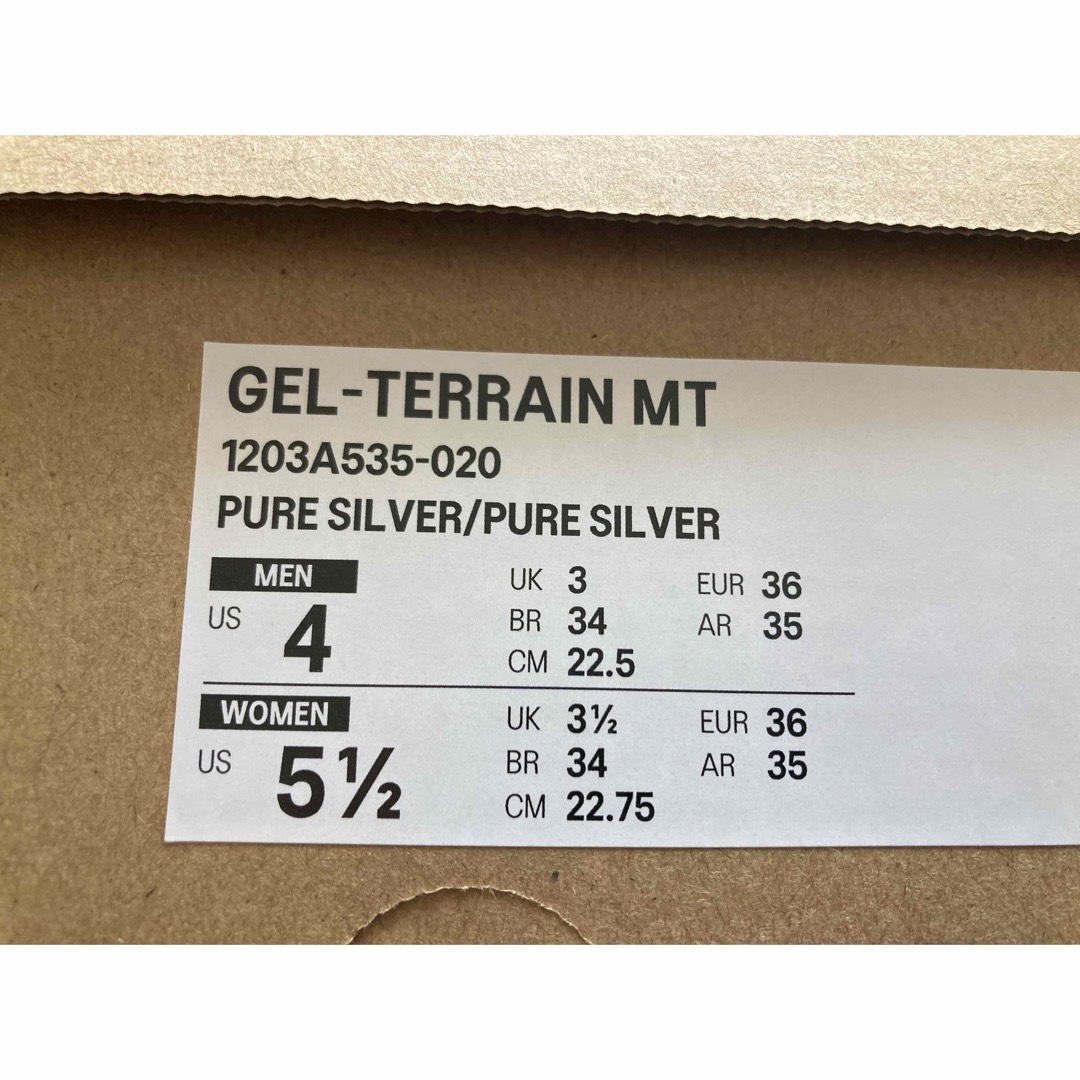 GEL-TERRAIN MT
1203A535-020
PURE SILVER/PURE SILVER
MEN
US 4
UK 3 EUR 36
BR 34 AR 35
CM 22.5
WOMEN
US 5½
UK 3½ EUR 36
BR 34 AR 35
CM 22.75